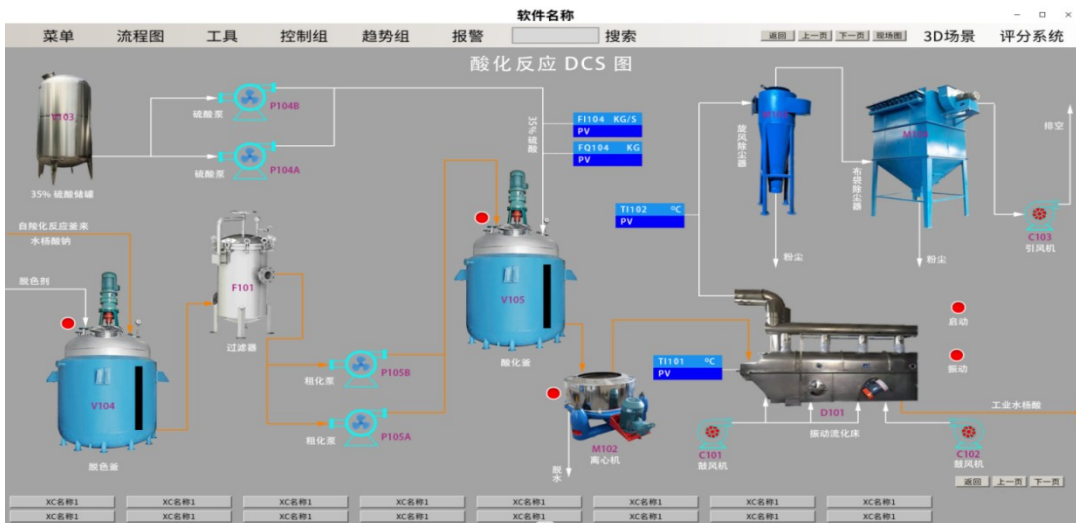 软件名称
菜单 流程图 工具 控制组 趋势组 报警 搜索 返回 上一页 下一页 现场图 3D场景 评分系统
酸化反应 DCS 图
V103
硫酸泵
P104B
35%硫酸
FI104 KG/S
PV
旋风除尘器
布袋除尘器
排空
硫酸泵
P104A
FQ104 KG
PV
35% 硫酸储罐
TI102 ºC
PV
C103
引风机
水杨酸钠
粉尘
粉尘
脱色剂
F101
V105
过滤器
酸化釜
启动
粗化泵
P105B
TI101 ºC
PV
振动
V104
粗化泵
P105A
D101
工业水杨酸
振动流化床
脱色釜
M102
离心机
脱水
C101
鼓风机
C102
鼓风机
返回 上一页 下一页
XC名称1 XC名称1 XC名称1 XC名称1 XC名称1 XC名称1 XC名称1 XC名称1
XC名称1 XC名称1 XC名称1 XC名称1 XC名称1 XC名称1 XC名称1 XC名称1